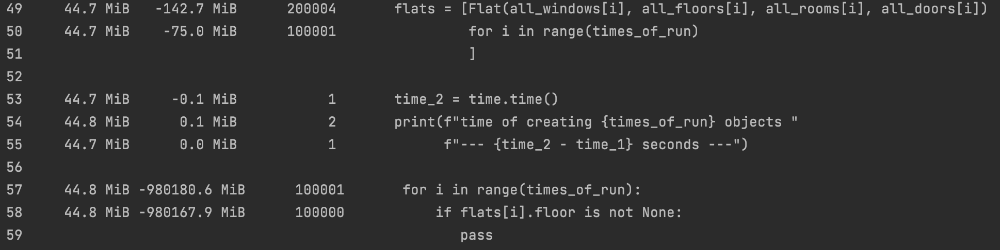 49 44.7 MiB -142.7 MiB 200004 flats = [Flat(all_windows[i], all_floors[i], all_rooms[i], all_doors[i])
50 44.7 MiB -75.0 MiB 100001 for i in range(times_of_run)
51 ]
52
53 44.7 MiB -0.1 MiB 1 time_2 = time.time()
54 44.8 MiB 0.1 MiB 2 print(f"time of creating {times_of_run} objects "
55 44.7 MiB 0.0 MiB 1 f"--- {time_2 - time_1} seconds ---")
56
57 44.8 MiB -980180.6 MiB 100001 for i in range(times_of_run):
58 44.8 MiB -980167.9 MiB 100000 if flats[i].floor is not None:
59 pass